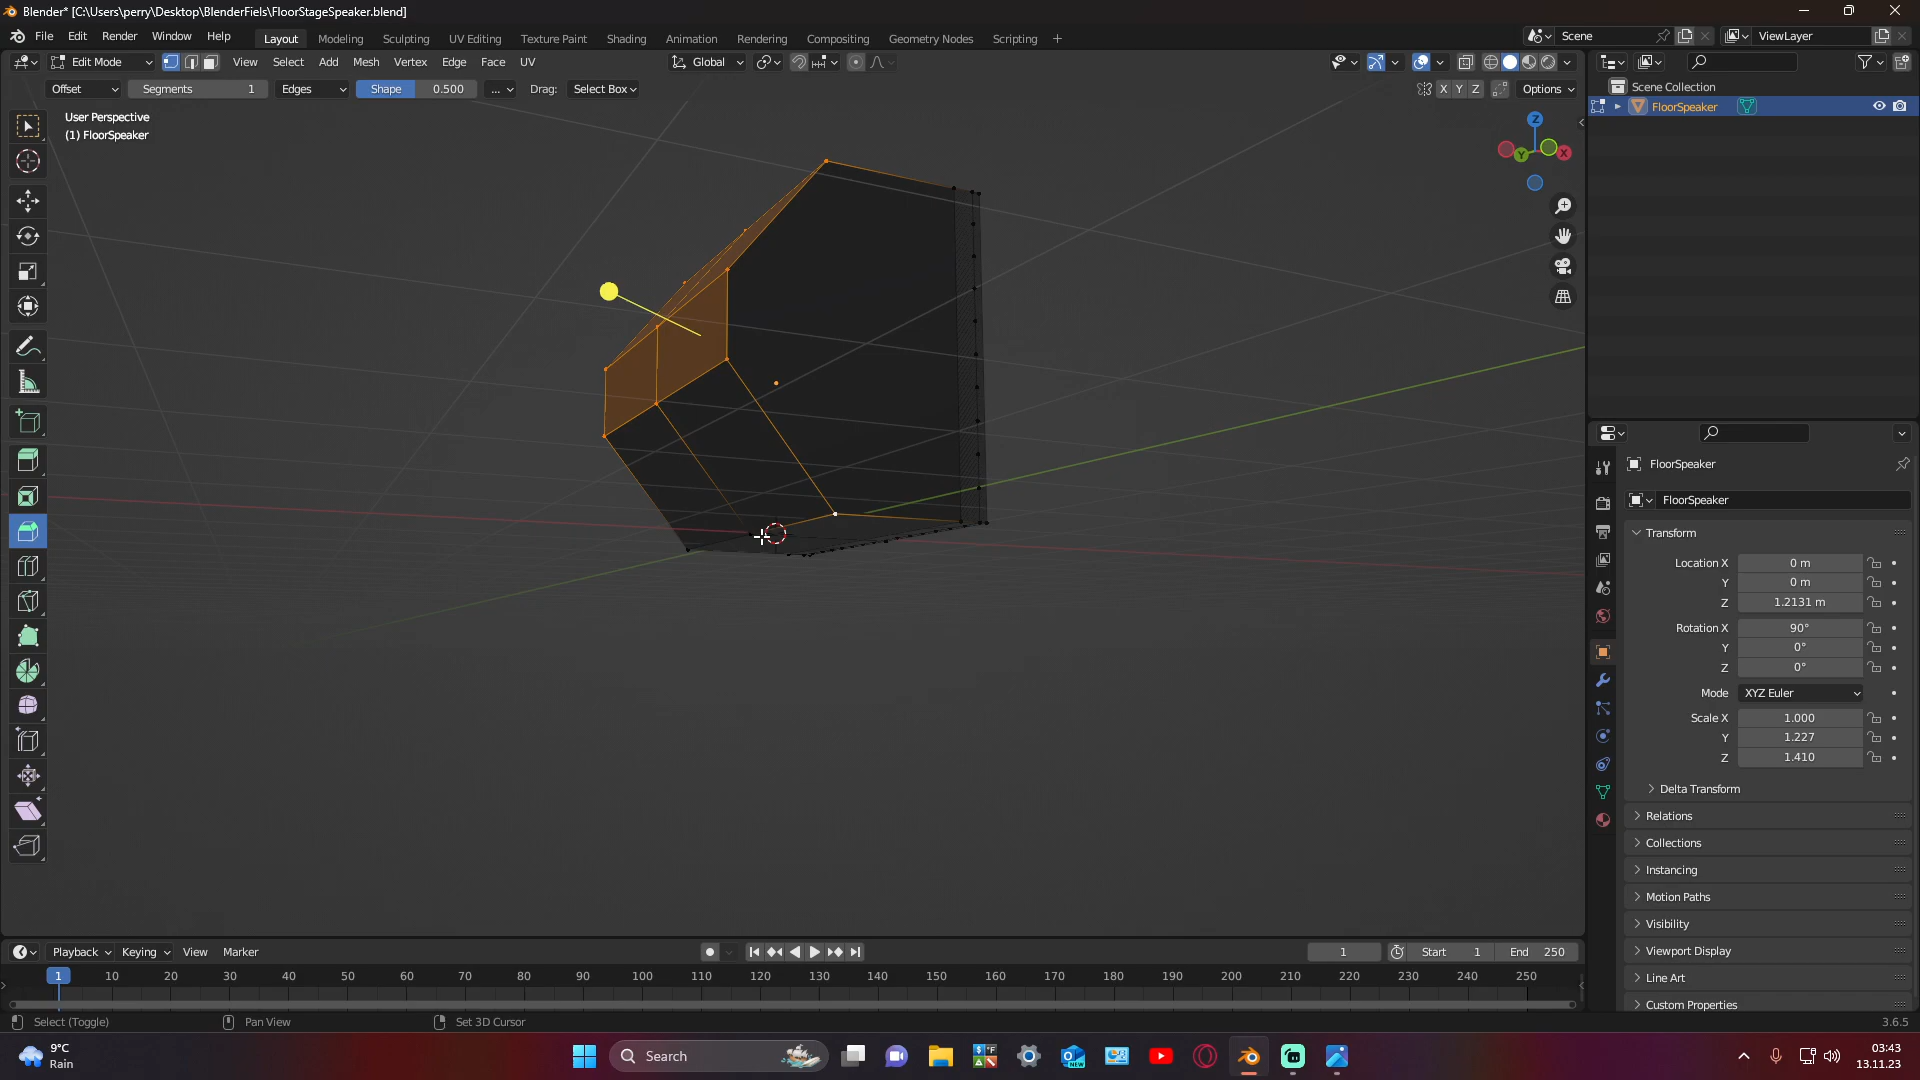 Blender* [C:\Users\perry\Desktop\BlenderFiels\FloorStageSpeaker.blend]
File Edit Render Window Help Layout Modeling Sculpting UV Editing Texture Paint Shading Animation Rendering Compositing Geometry Nodes Scripting + Scene ViewLayer
Edit Mode View Select Add Mesh Vertex Edge Face UV Global
Offset Segments 1 Edges Shape 0.500 ... Drag: Select Box X Y Z Options
User Perspective
(1) FloorSpeaker
Z
Y
X
Scene Collection
FloorSpeaker
FloorSpeaker
FloorSpeaker
Transform
Location X 0 m
Y 0 m
Z 1.2131 m
Rotation X 90°
Y 0°
Z 0°
Mode XYZ Euler
Scale X 1.000
Y 1.227
Z 1.410
Delta Transform
Relations
Collections
Instancing
Motion Paths
Visibility
Viewport Display
Line Art
Custom Properties
Playback Keying View Marker 1 Start 1 End 250
1 10 20 30 40 50 60 70 80 90 100 110 120 130 140 150 160 170 180 190 200 210 220 230 240 250
Select (Toggle) Pan View Set 3D Cursor 3.6.5
9°C
Rain
Search
NEW
03:43
13.11.23